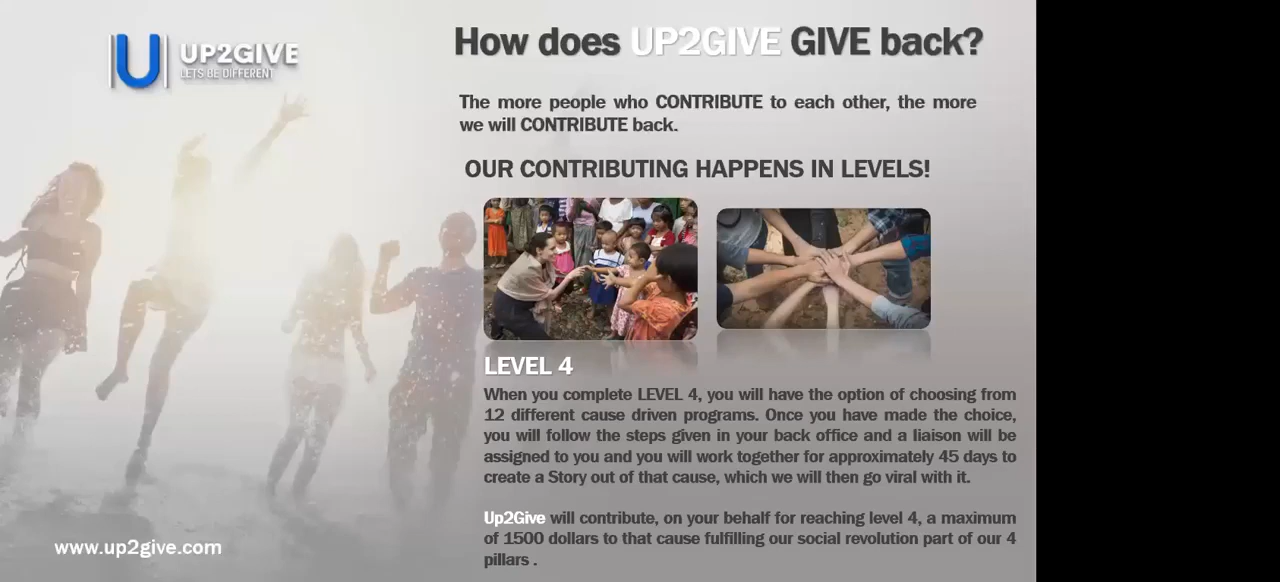 U UP2GIVE
LETS BE DIFFERENT
How does UP2GIVE GIVE back?
The more people who CONTRIBUTE to each other, the more
we will CONTRIBUTE back.
OUR CONTRIBUTING HAPPENS IN LEVELS!
LEVEL 4
When you complete LEVEL 4, you will have the option of choosing from
12 different cause driven programs. Once you have made the choice,
you will follow the steps given in your back office and a liaison will be
assigned to you and you will work together for approximately 45 days to
create a Story out of that cause, which we will then go viral with it.
Up2Give will contribute, on your behalf for reaching level 4, a maximum
of 1500 dollars to that cause fulfilling our social revolution part of our 4
pillars .
www.up2give.com